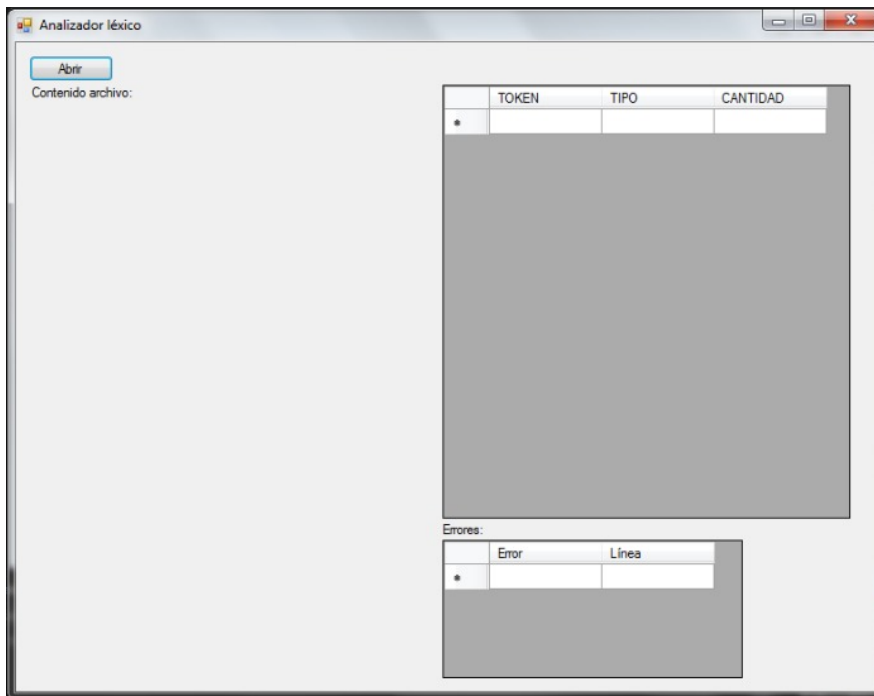 Analizador léxico
Abrir
Contenido archivo:
TOKEN TIPO CANTIDAD
*
Errores:
Error Línea
*